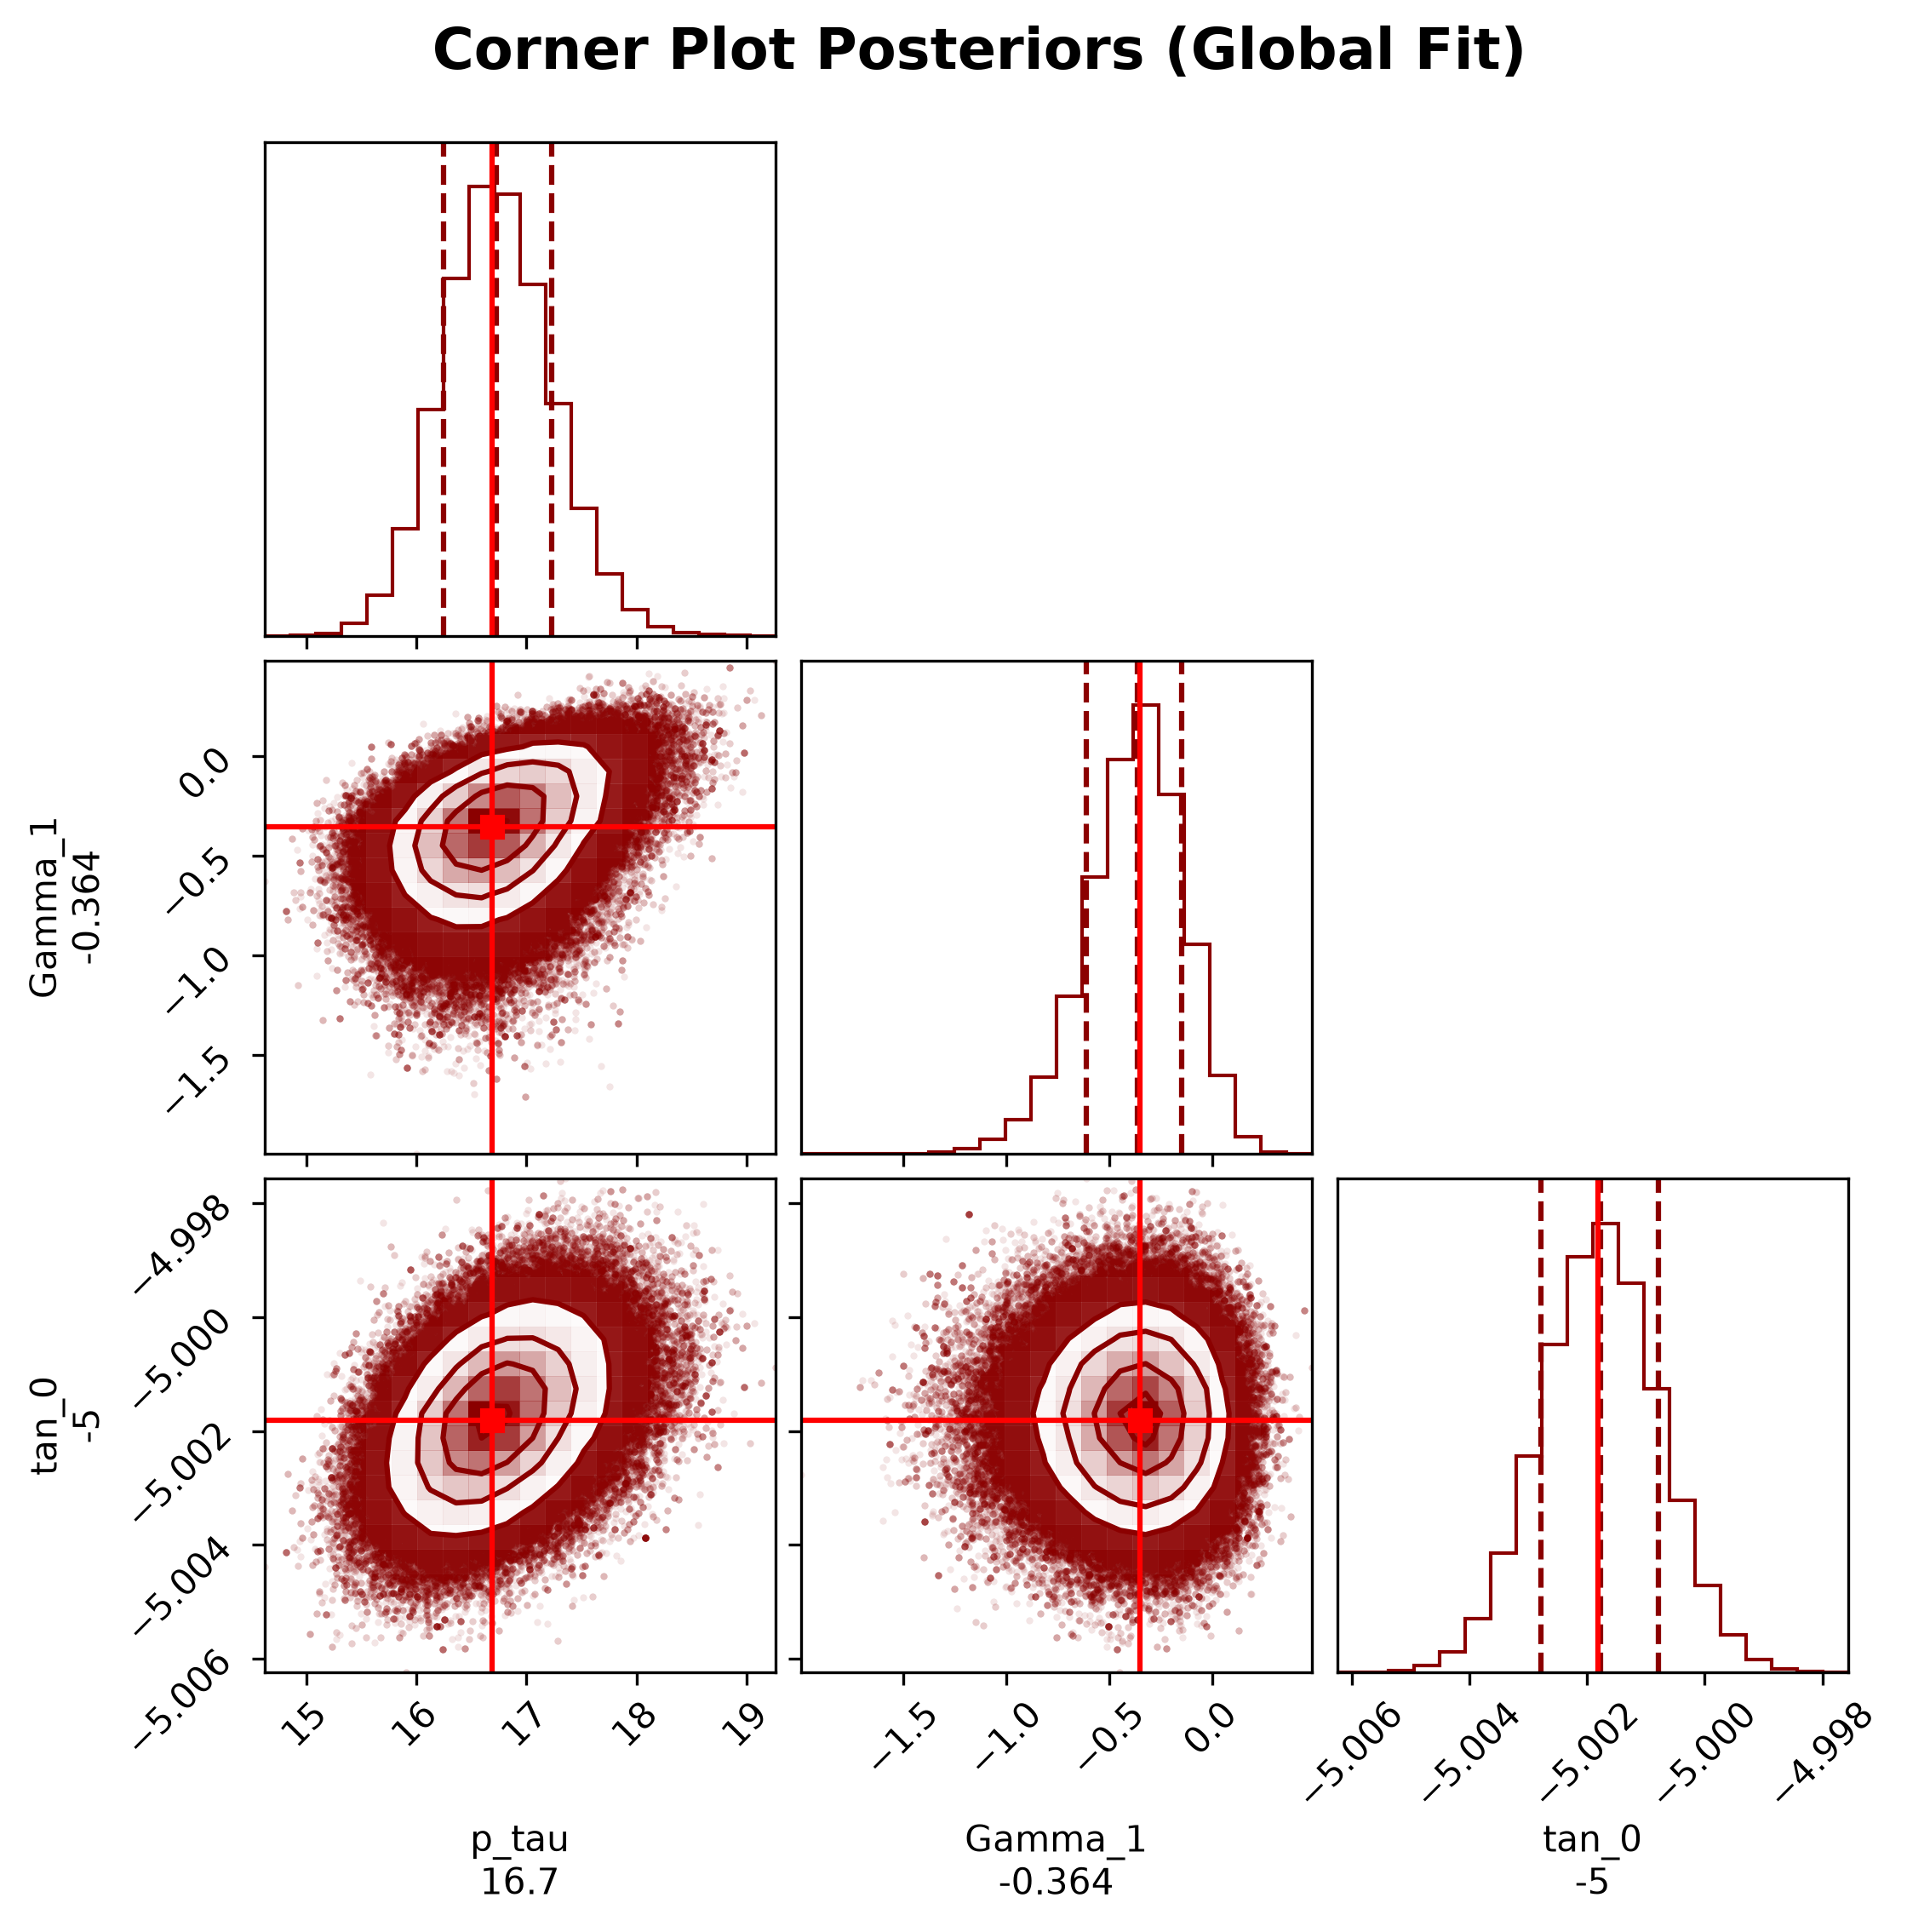 Corner Plot Posteriors (Global Fit)
0.0
−0.5
−1.0
−1.5
Gamma_1
-0.364
−4.998
−5.000
−5.002
−5.004
−5.006
tan_0
-5
15 16 17 18 19
−1.5 −1.0 −0.5 0.0
−5.006 −5.004 −5.002 −5.000 −4.998
p_tau
16.7
Gamma_1
-0.364
tan_0
-5